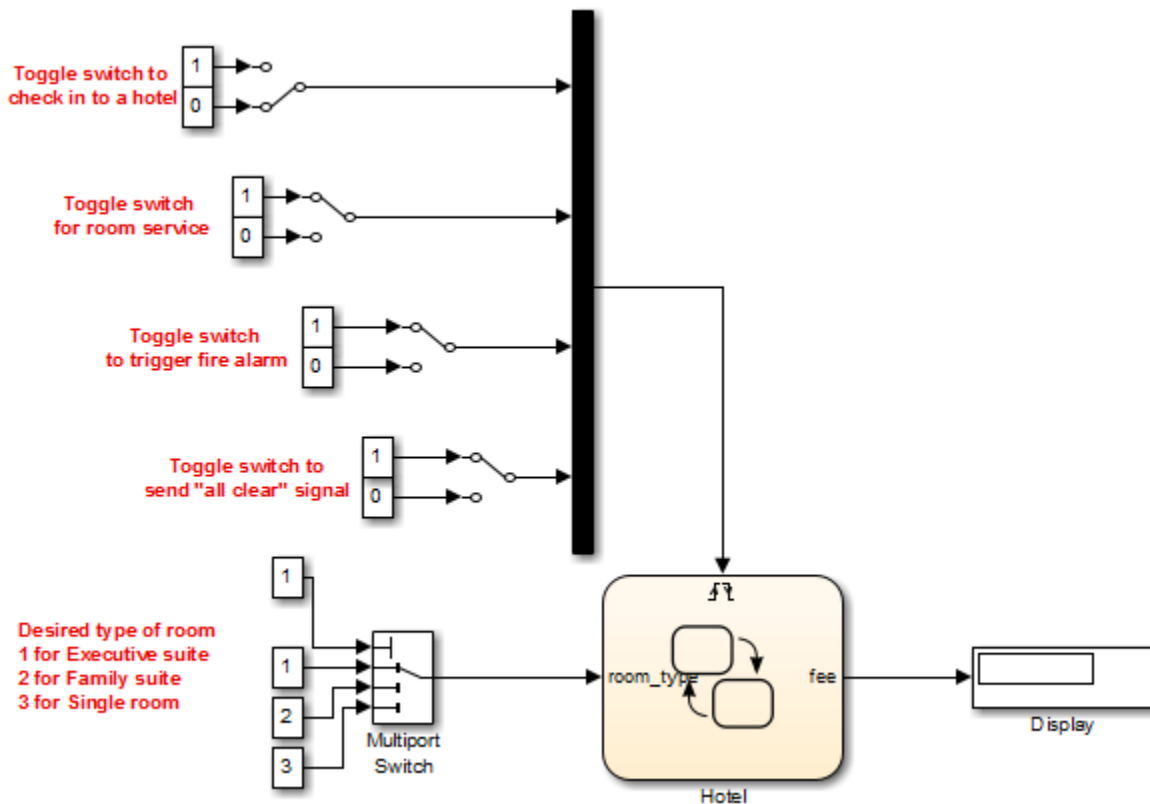 Toggle switch to
check in to a hotel
1
0
Toggle switch
for room service
1
0
Toggle switch
to trigger fire alarm
1
0
Toggle switch to
send "all clear" signal
1
0
Desired type of room
1 for Executive suite
2 for Family suite
3 for Single room
1
1
2
3
Multiport
Switch
room_type
fee
Hotel
Display